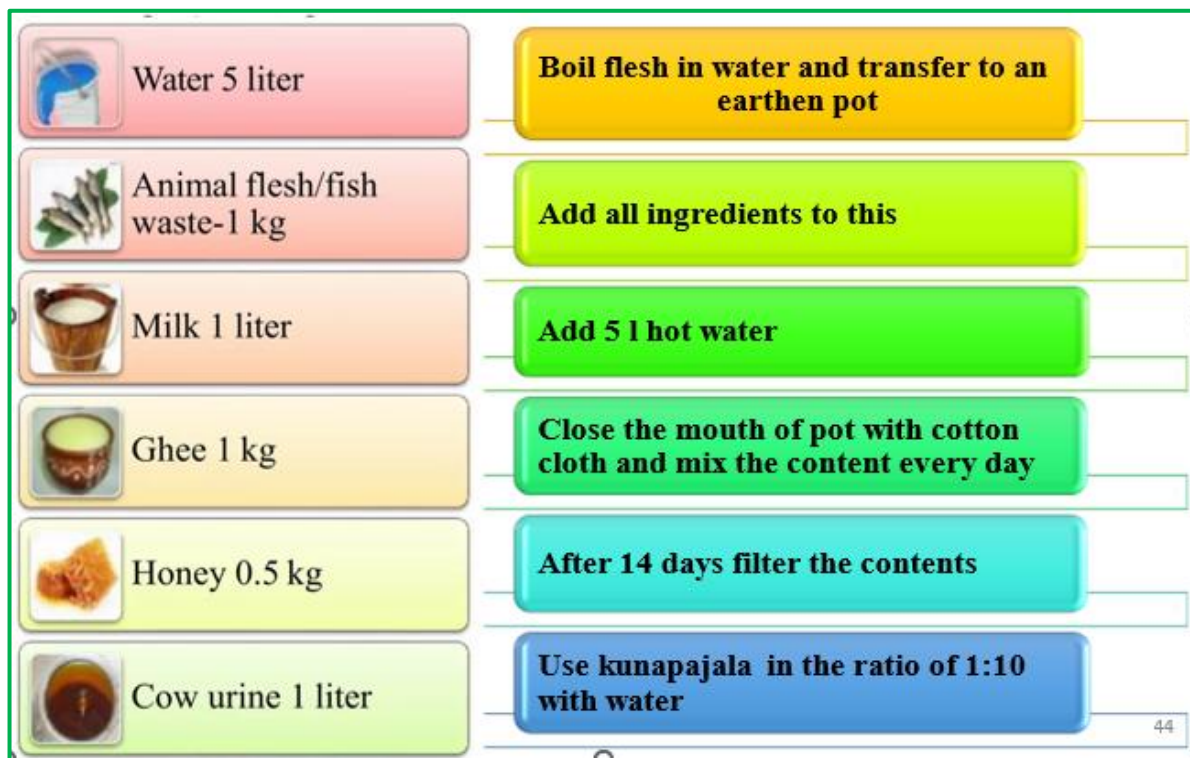 Water 5 liter
Animal flesh/fish
waste-1 kg
Milk 1 liter
Ghee 1 kg
Honey 0.5 kg
Cow urine 1 liter
Boil flesh in water and transfer to an
earthen pot
Add all ingredients to this
Add 5 l hot water
Close the mouth of pot with cotton
cloth and mix the content every day
After 14 days filter the contents
Use kunapajala in the ratio of 1:10
with water
44